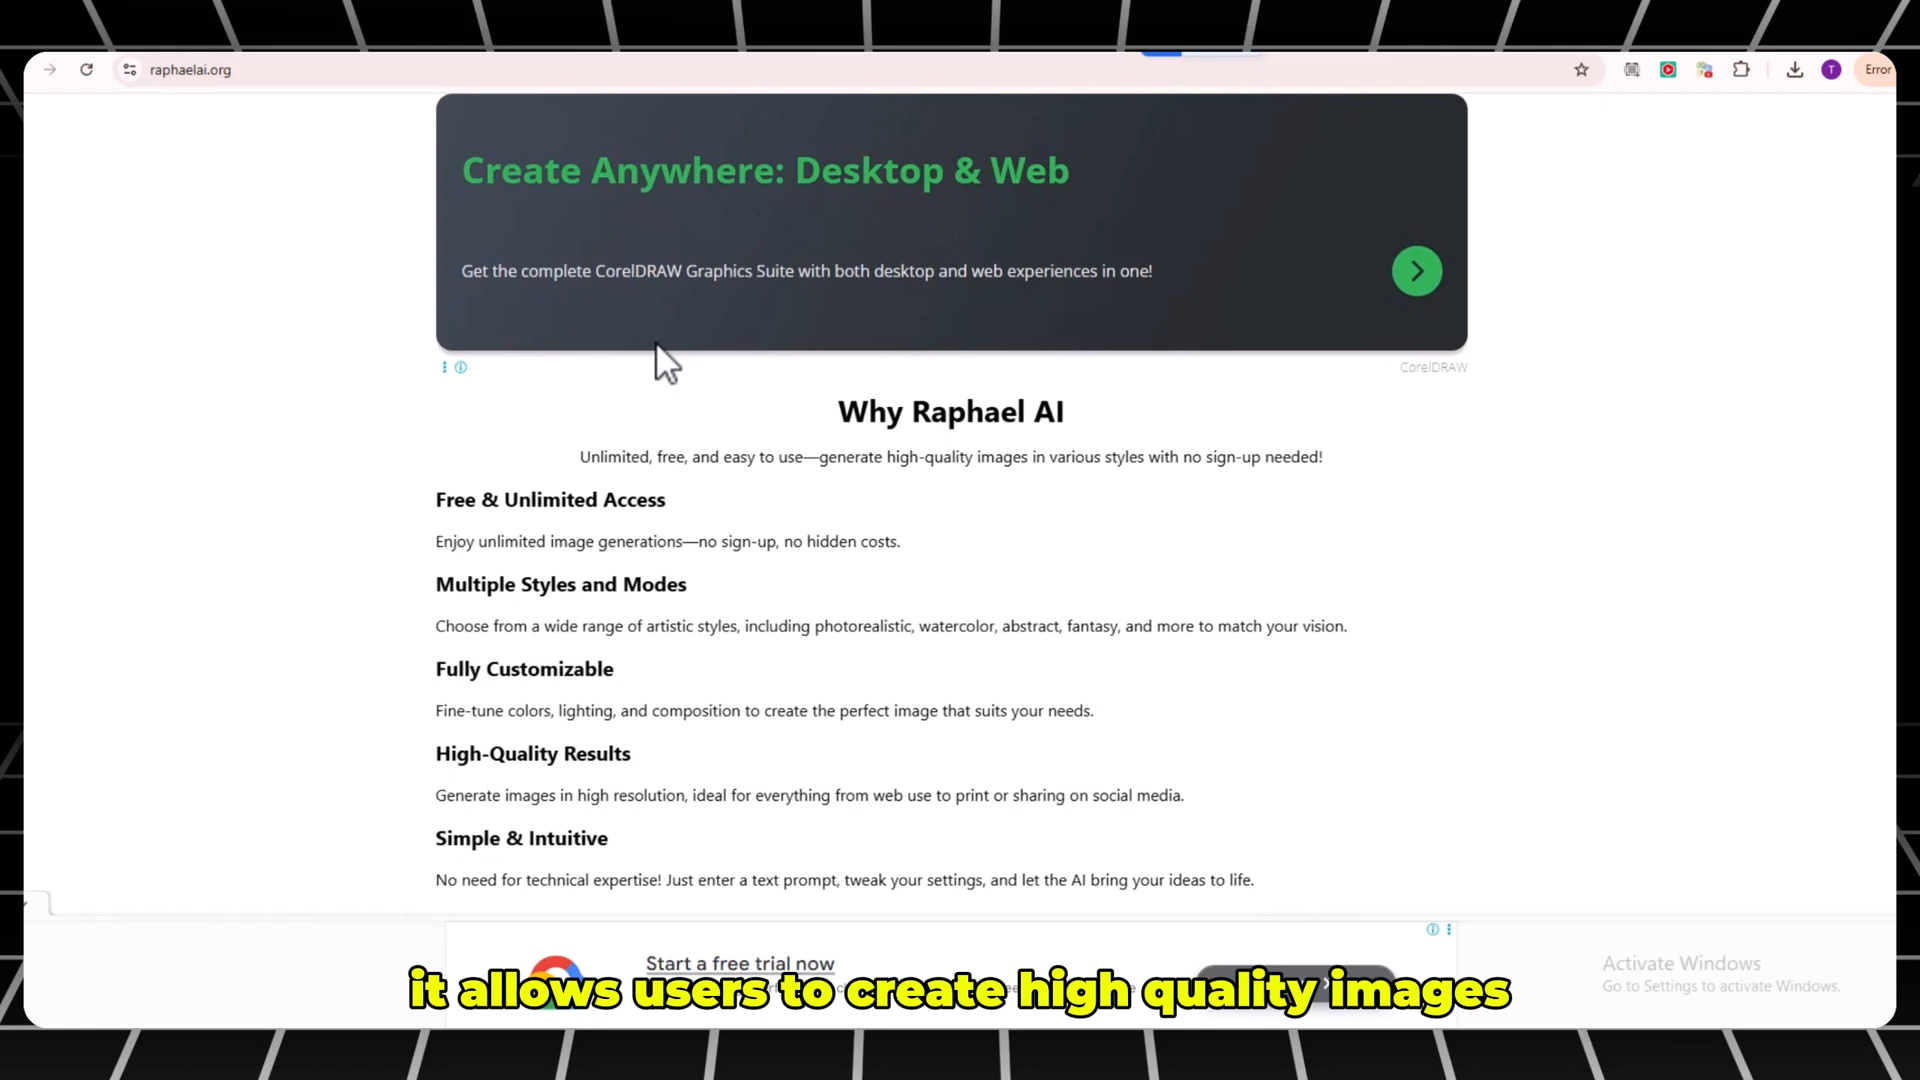 raphaelai.org
T
Error
Create Anywhere: Desktop & Web
Get the complete CorelDRAW Graphics Suite with both desktop and web experiences in one!
CorelDRAW
Why Raphael AI
Unlimited, free, and easy to use—generate high-quality images in various styles with no sign-up needed!
Free & Unlimited Access
Enjoy unlimited image generations—no sign-up, no hidden costs.
Multiple Styles and Modes
Choose from a wide range of artistic styles, including photorealistic, watercolor, abstract, fantasy, and more to match your vision.
Fully Customizable
Fine-tune colors, lighting, and composition to create the perfect image that suits your needs.
High-Quality Results
Generate images in high resolution, ideal for everything from web use to print or sharing on social media.
Simple & Intuitive
No need for technical expertise! Just enter a text prompt, tweak your settings, and let the AI bring your ideas to life.
Start a free trial now
Activate Windows
Go to Settings to activate Windows.
it allows users to create high quality images